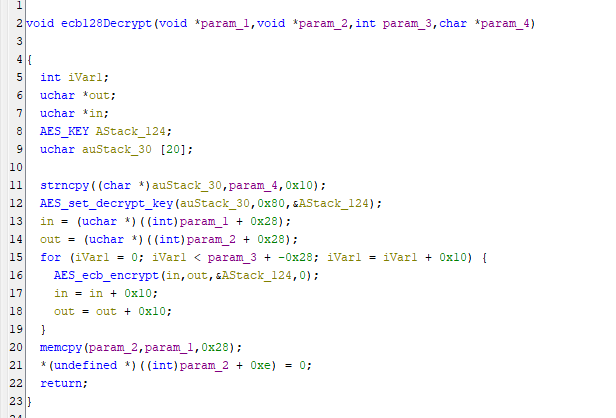 1
2 void ecb128Decrypt(void *param_1,void *param_2,int param_3,char *param_4)
3
4 {
5   int iVar1;
6   uchar *out;
7   uchar *in;
8   AES_KEY AStack_124;
9   uchar auStack_30 [20];
10
11   strncpy((char *)auStack_30,param_4,0x10);
12   AES_set_decrypt_key(auStack_30,0x80,&AStack_124);
13   in = (uchar *)((int)param_1 + 0x28);
14   out = (uchar *)((int)param_2 + 0x28);
15   for (iVar1 = 0; iVar1 < param_3 + -0x28; iVar1 = iVar1 + 0x10) {
16     AES_ecb_encrypt(in,out,&AStack_124,0);
17     in = in + 0x10;
18     out = out + 0x10;
19   }
20   memcpy(param_2,param_1,0x28);
21   *(undefined *)((int)param_2 + 0xe) = 0;
22   return;
23 }